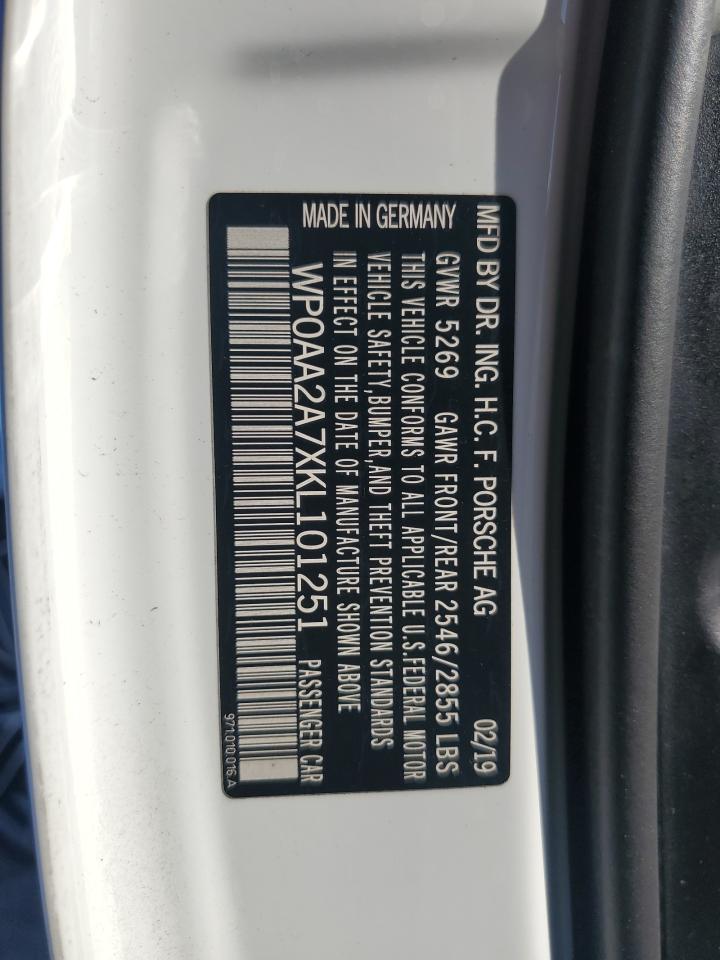 MFD BY DR. ING. H.C. F. PORSCHE AG 02/19
MADE IN GERMANY
GVWR 5269 GAWR FRONT/REAR 2546/2855 LBS
THIS VEHICLE CONFORMS TO ALL APPLICABLE U.S.FEDERAL MOTOR
VEHICLE SAFETY,BUMPER,AND THEFT PREVENTION STANDARDS
IN EFFECT ON THE DATE OF MANUFACTURE SHOWN ABOVE
WP0AA2A7XKL101251 PASSENGER CAR
971.010.016.A